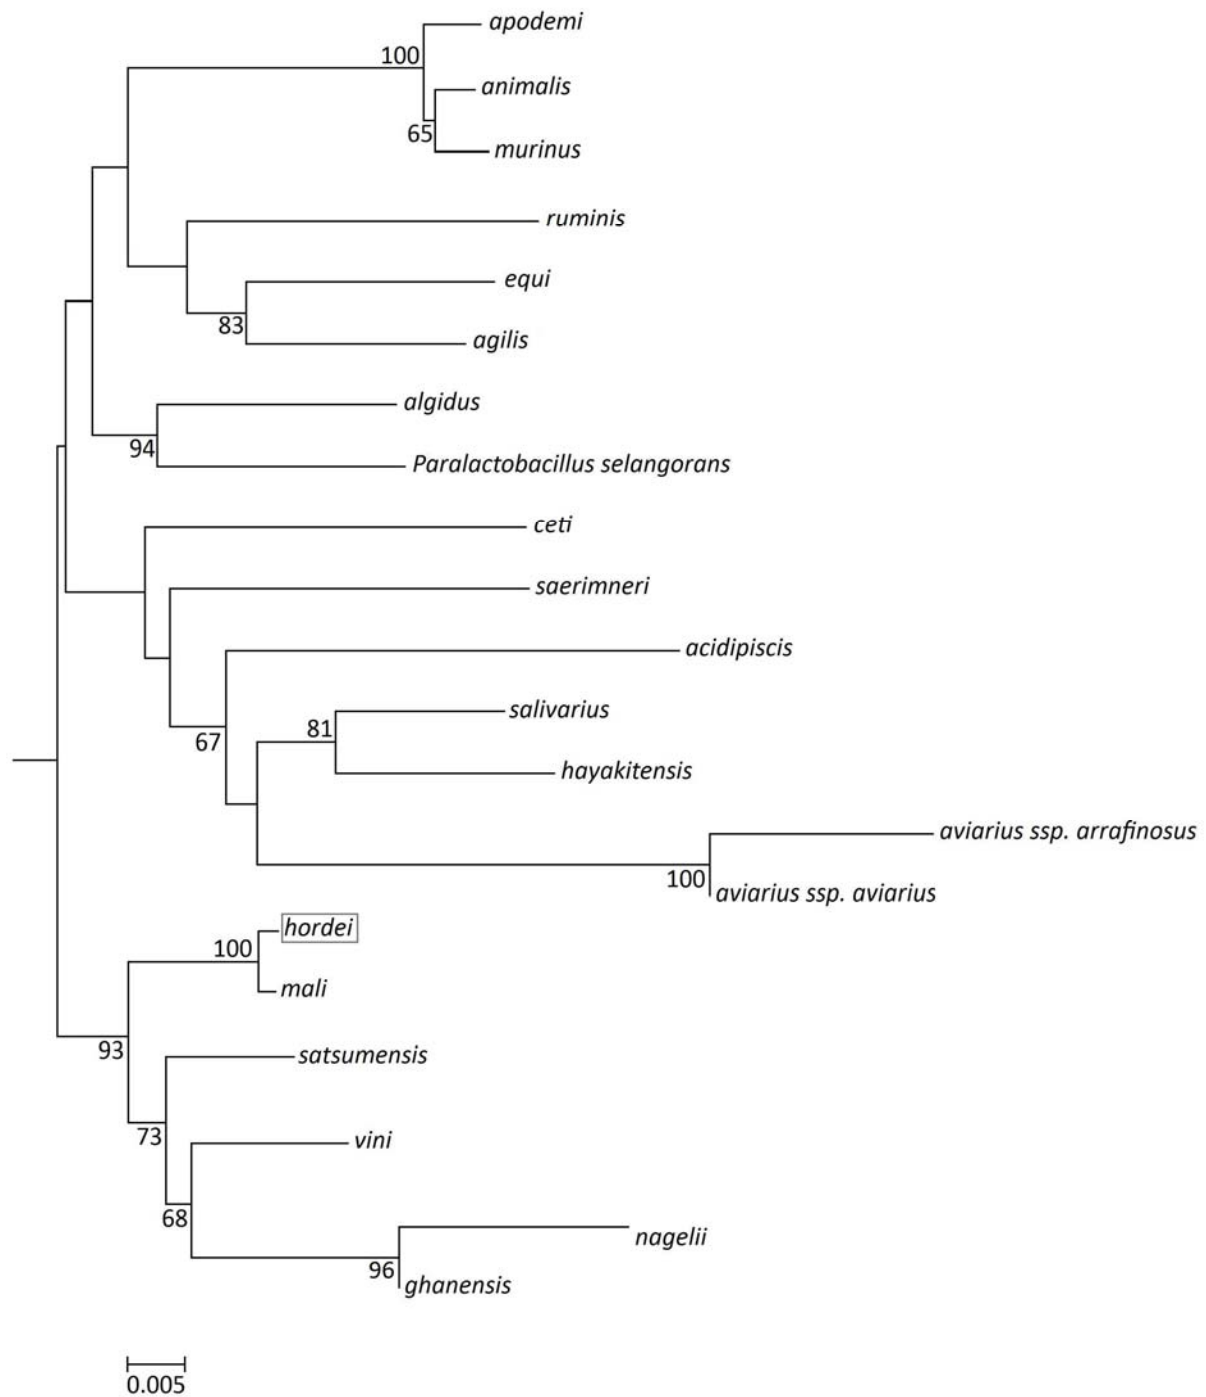 apodemi
100
animalis
65
murinus
ruminis
equi
83
agilis
algidus
94
Paralactobacillus selangorans
ceti
saerimneri
acidipiscis
salivarius
81
67
hayakitensis
aviarius ssp. arrafinosus
100
aviarius ssp. aviarius
hordei
100
mali
93
satsumensis
73
vini
68
nagelii
96
ghanensis
0.005